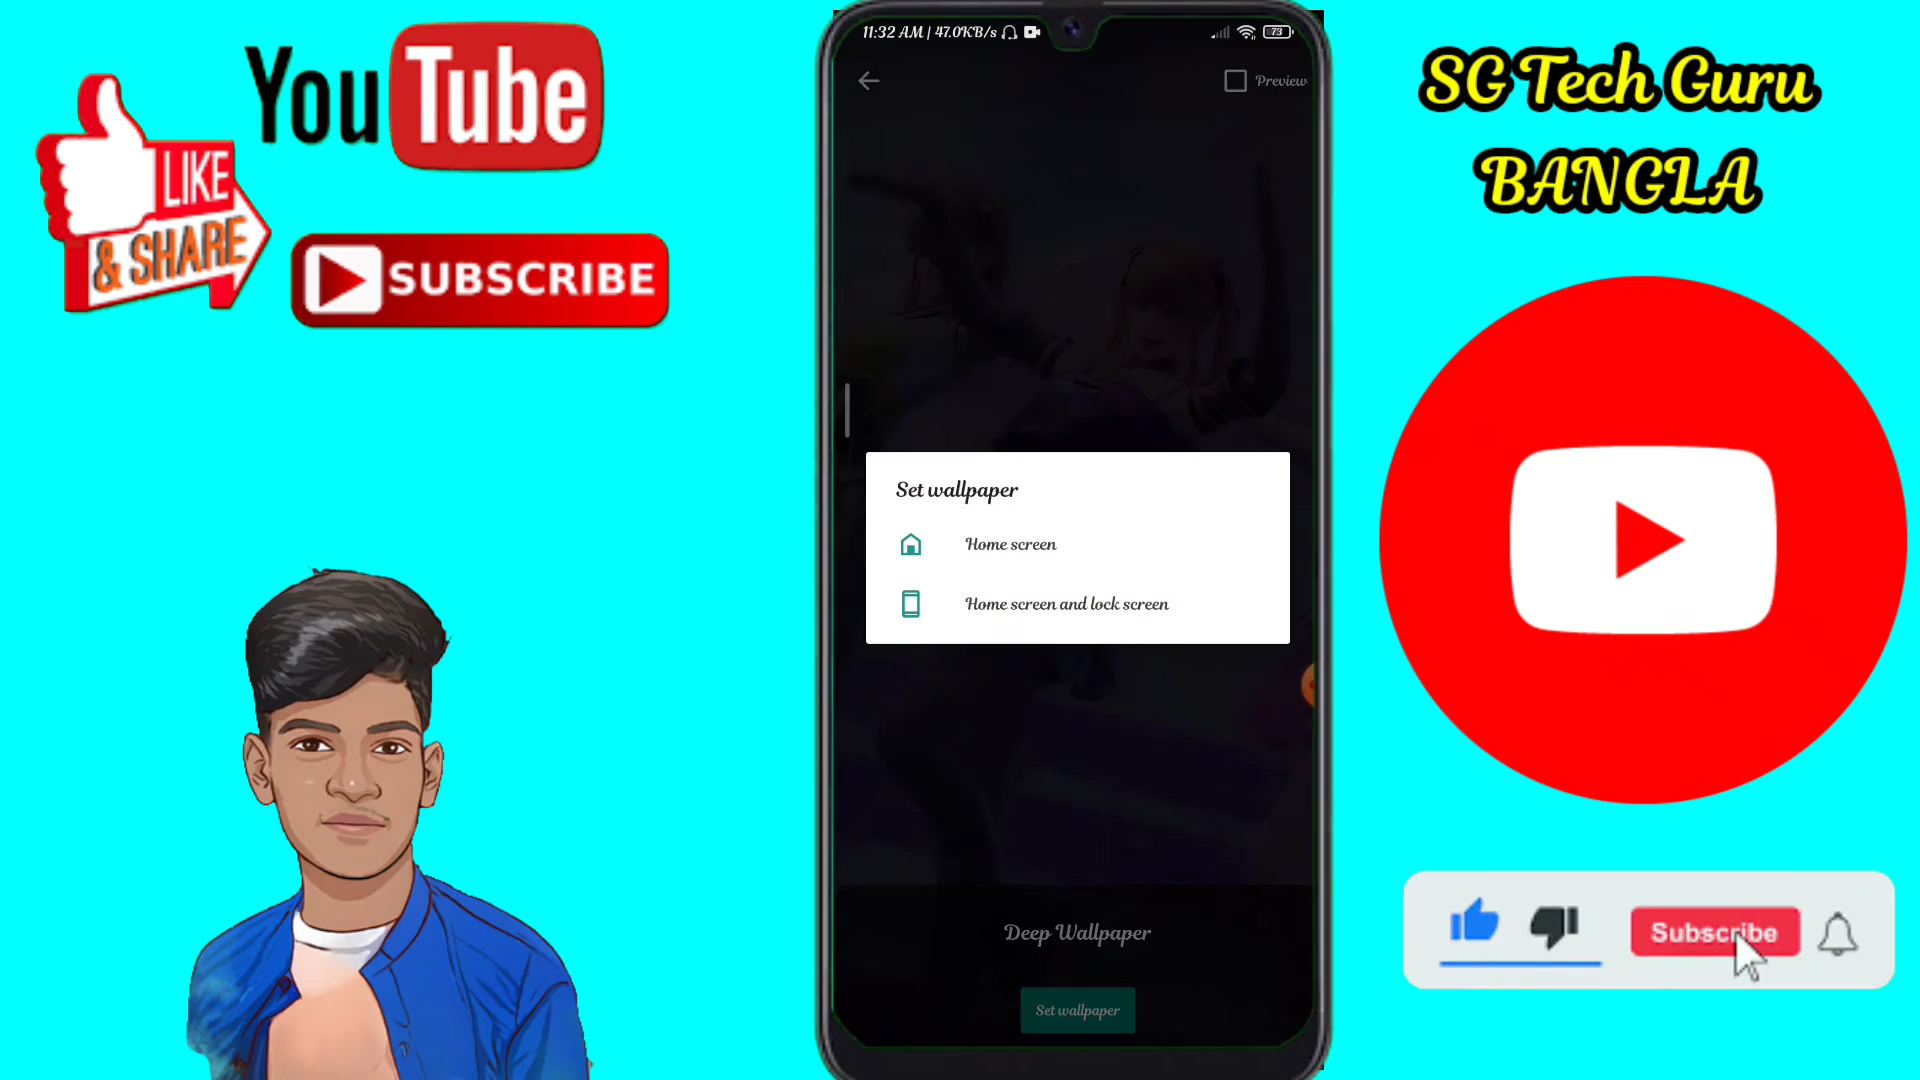 YouTube
LIKE
& SHARE
SUBSCRIBE
11:32 AM | 47.0KB/s
73
Preview
Set wallpaper
Home screen
Home screen and lock screen
Deep Wallpaper
Set wallpaper
SG Tech Guru
BANGLA
Subscribe